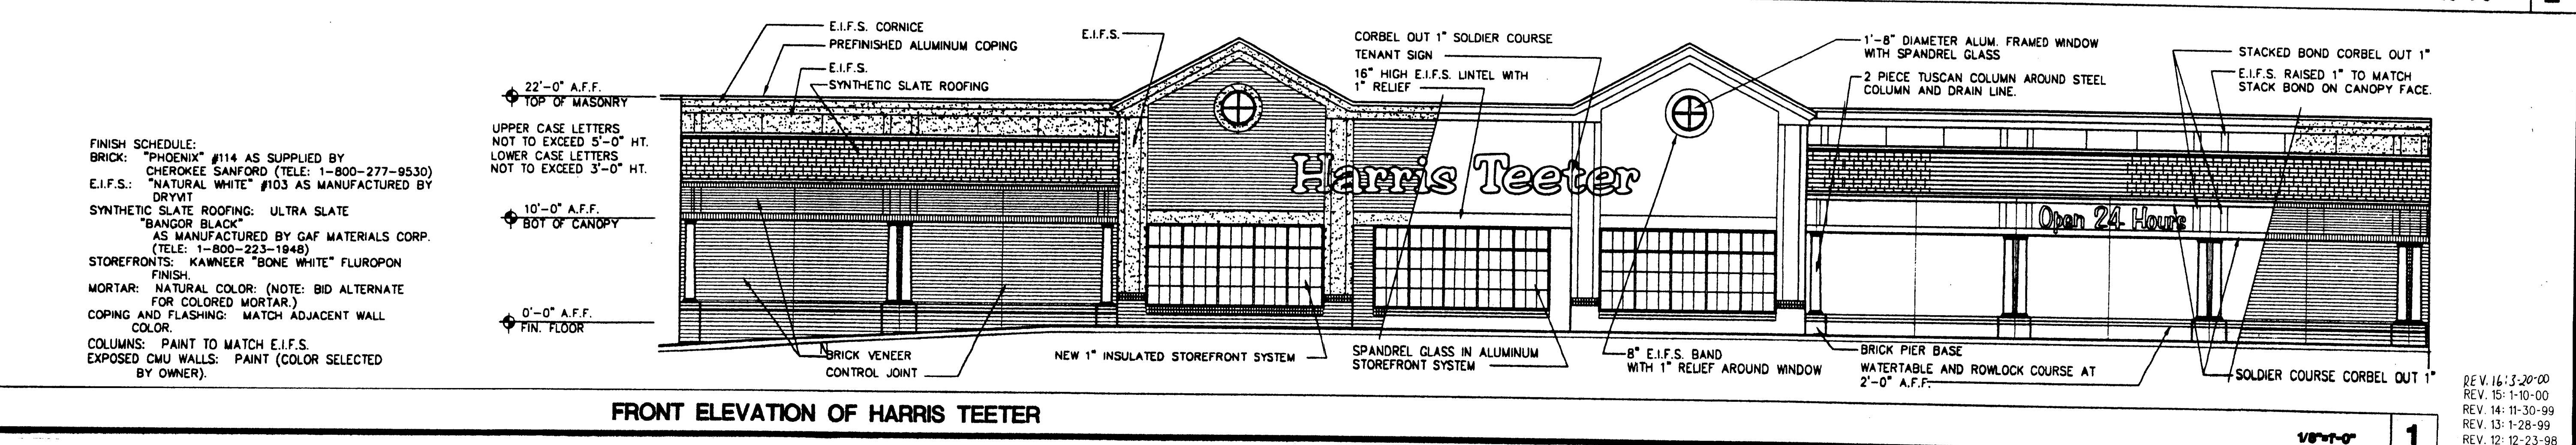 E.I.F.S. CORNICE
PREFINISHED ALUMINUM COPING
E.I.F.S.
SYNTHETIC SLATE ROOFING
E.I.F.S.
CORBEL OUT 1" SOLDIER COURSE
TENANT SIGN
16" HIGH E.I.F.S. LINTEL WITH
1" RELIEF
1'-8" DIAMETER ALUM. FRAMED WINDOW
WITH SPANDREL GLASS
2 PIECE TUSCAN COLUMN AROUND STEEL
COLUMN AND DRAIN LINE.
STACKED BOND CORBEL OUT 1"
E.I.F.S. RAISED 1" TO MATCH
STACK BOND ON CANOPY FACE.
22'-0" A.F.F.
TOP OF MASONRY
UPPER CASE LETTERS
NOT TO EXCEED 5'-0" HT.
LOWER CASE LETTERS
NOT TO EXCEED 3'-0" HT.
10'-0" A.F.F.
BOT OF CANOPY
0'-0" A.F.F.
FIN. FLOOR
FINISH SCHEDULE:
BRICK: "PHOENIX" #114 AS SUPPLIED BY
CHEROKEE SANFORD (TELE: 1-800-277-9530)
E.I.F.S.: "NATURAL WHITE" #103 AS MANUFACTURED BY
DRYVIT
SYNTHETIC SLATE ROOFING: ULTRA SLATE
"BANGOR BLACK"
AS MANUFACTURED BY GAF MATERIALS CORP.
(TELE: 1-800-223-1948)
STOREFRONTS: KAWNEER "BONE WHITE" FLUROPON
FINISH.
MORTAR: NATURAL COLOR: (NOTE: BID ALTERNATE
FOR COLORED MORTAR.)
COPING AND FLASHING: MATCH ADJACENT WALL
COLOR.
COLUMNS: PAINT TO MATCH E.I.F.S.
EXPOSED CMU WALLS: PAINT (COLOR SELECTED
BY OWNER).
Harris Teeter
Open 24 Hours
BRICK VENEER
CONTROL JOINT
NEW 1" INSULATED STOREFRONT SYSTEM
SPANDREL GLASS IN ALUMINUM
STOREFRONT SYSTEM
8" E.I.F.S. BAND
WITH 1" RELIEF AROUND WINDOW
BRICK PIER BASE
WATERTABLE AND ROWLOCK COURSE AT
2'-0" A.F.F.
SOLDIER COURSE CORBEL OUT 1"
FRONT ELEVATION OF HARRIS TEETER
1/8"=1'-0"
1
REV. 16: 3-20-00
REV. 15: 1-10-00
REV. 14: 11-30-99
REV. 13: 1-28-99
REV. 12: 12-23-98